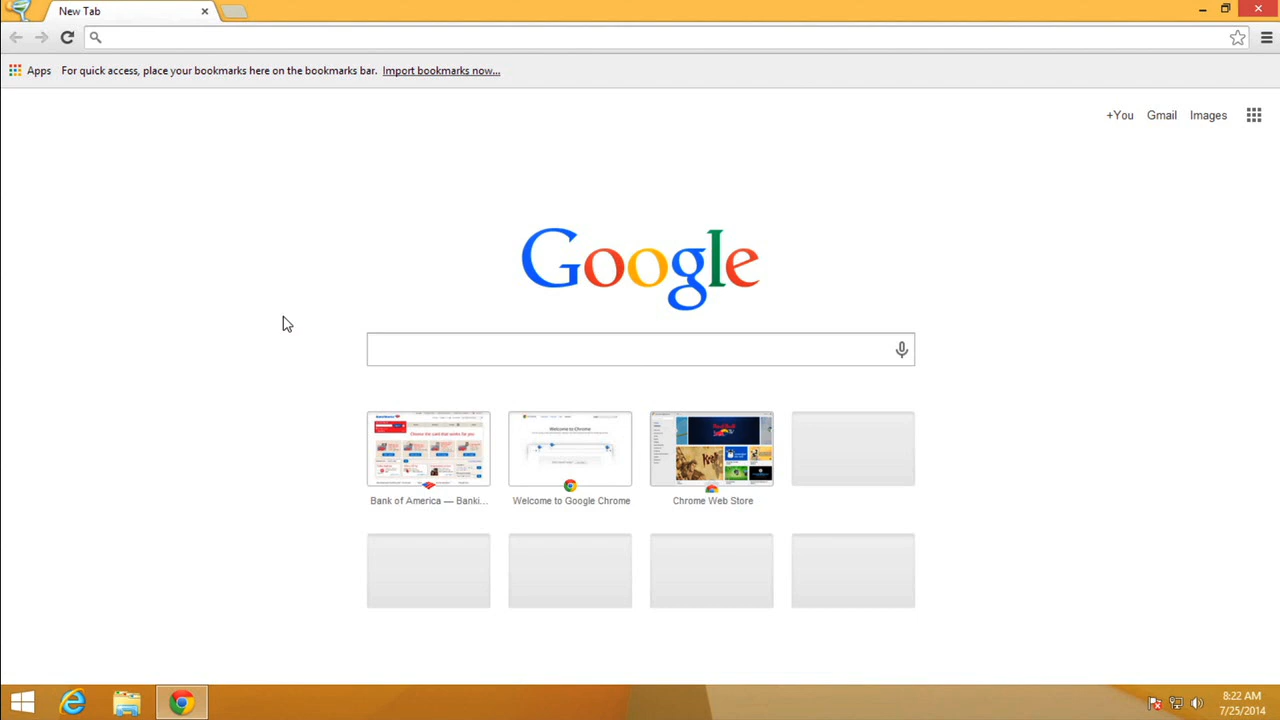 New Tab
Apps For quick access, place your bookmarks here on the bookmarks bar. Import bookmarks now...
+You Gmail Images
Google
Bank of America — Banki... Welcome to Google Chrome Chrome Web Store
8:22 AM
7/25/2014